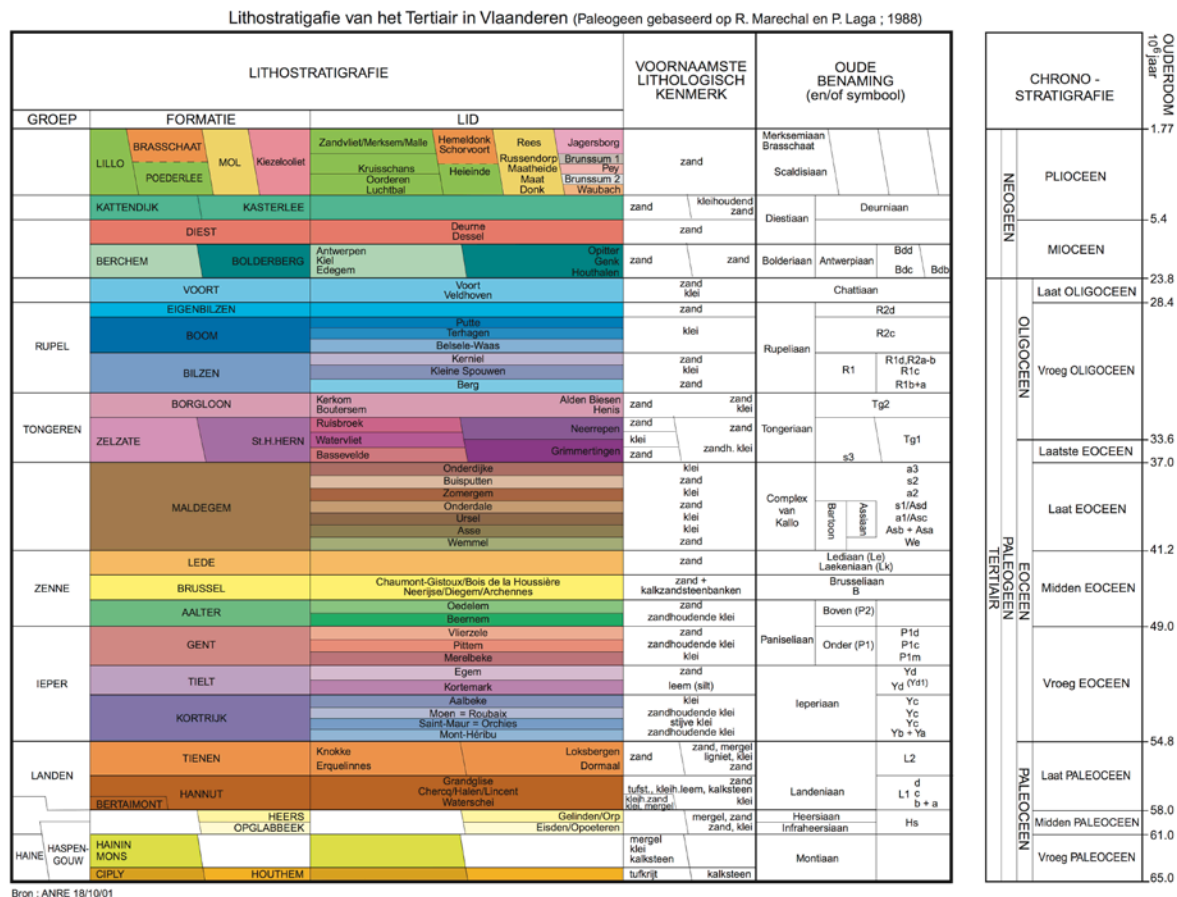 Lithostratigafie van het Tertiair in Vlaanderen (Paleogeen gebaseerd op R. Marechal en P. Laga ; 1988)
LITHOSTRATIGRAFIE
VOORNAAMSTE
LITHOLOGISCH
KENMERK
OUDE
BENAMING
(en/of symbool)
CHRONO -
STRATIGRAFIE
OUDERDOM
10⁶ jaar
GROEP FORMATIE LID
LILLO BRASSCHAAT POEDERLEE MOL Kiezelooliet
Zandvliet/Merksem/Malle
Kruisschans
Oorderen
Luchtbal
Hemeldonk
Schorvoort
Heieinde
Rees
Russendorp
Maatheide
Maat
Donk
Jagersborg
Brunssum 1
Pey
Brunssum 2
Waubach
zand
Merksemiaan
Brasschaat
Scaldisiaan
KATTENDIJK KASTERLEE
zand kleihoudend
zand
Diestiaan Deurniaan
DIEST
Deurne
Dessel
zand
BERCHEM BOLDERBERG
Antwerpen
Kiel
Edegem
Opitter
Genk
Houthalen
zand zand
Bolderiaan Antwerpiaan
Bdd
Bdc Bdb
VOORT
Voort
Veldhoven
zand
klei
Chattiaan
RUPEL
EIGENBILZEN
zand
R2d
BOOM
Putte
Terhagen
Belsele-Waas
klei
Rupeliaan
R2c
BILZEN
Kerniel
Kleine Spouwen
Berg
zand
klei
zand
R1
R1d,R2a-b
R1c
R1b+a
TONGEREN
BORGLOON
Kerkom
Boutersem
Alden Biesen
Henis
zand zand
klei
Tg2
ZELZATE St.H.HERN
Ruisbroek
Watervliet
Bassevelde
Neerrepen
Grimmertingen
zand
klei
zand
zand
zandh. klei
Tongeriaan
Tg1
s3
MALDEGEM
Onderdijke
Buisputten
Zomergem
Onderdale
Ursel
Asse
Wemmel
klei
zand
klei
zand
klei
klei
zand
Complex
van
Kallo
Bartoon
Assiaan
a3
s2
a2
s1/Asd
a1/Asc
Asb + Asa
We
ZENNE
LEDE
zand
Lediaan (Le)
Laekeniaan (Lk)
BRUSSEL
Chaumont-Gistoux/Bois de la Houssière
Neerijse/Diegem/Archennes
zand +
kalkzandsteenbanken
Brusseliaan
B
AALTER
Oedelem
Beernem
zand
zandhoudende klei
Paniseliaan
Boven (P2)
IEPER
GENT
Vlierzele
Pittem
Merelbeke
zand
zandhoudende klei
klei
Onder (P1)
P1d
P1c
P1m
TIELT
Egem
Kortemark
zand
leem (silt)
Ieperiaan
Yd
Yd (Yd1)
KORTRIJK
Aalbeke
Moen = Roubaix
Saint-Maur = Orchies
Mont-Héribu
klei
zandhoudende klei
stijve klei
zandhoudende klei
Yc
Yc
Yc
Yb + Ya
LANDEN
TIENEN
Knokke
Erquelinnes
Loksbergen
Dormaal
zand
zand, mergel
ligniet, klei
zand
Landeniaan
L2
HANNUT
BERTAIMONT
Grandglise
Chercq/Halen/Lincent
Waterschei
zand
tufst., kleih.leem, kalksteen
kleih.zand
klei, mergel
klei
L1
d
c
b + a
HAINE
HASPEN-
GOUW
HEERS
OPGLABBEEK
Gelinden/Orp
Eisden/Opoeteren
mergel, zand
zand, klei
Heersiaan
Infraheersiaan
Hs
HAININ
MONS
mergel
klei
kalksteen
Montiaan
CIPLY HOUTHEM
tufkrijt kalksteen
TERTIAIR
NEOGEEN
PALEOGEEN
PLIOCEEN
MIOCEEN
OLIGOCEEN
Laat OLIGOCEEN
Vroeg OLIGOCEEN
EOCEEN
Laatste EOCEEN
Laat EOCEEN
Midden EOCEEN
Vroeg EOCEEN
PALEOCEEN
Laat PALEOCEEN
Midden PALEOCEEN
Vroeg PALEOCEEN
1.77
5.4
23.8
28.4
33.6
37.0
41.2
49.0
54.8
58.0
61.0
65.0
Bron : ANRE 18/10/01